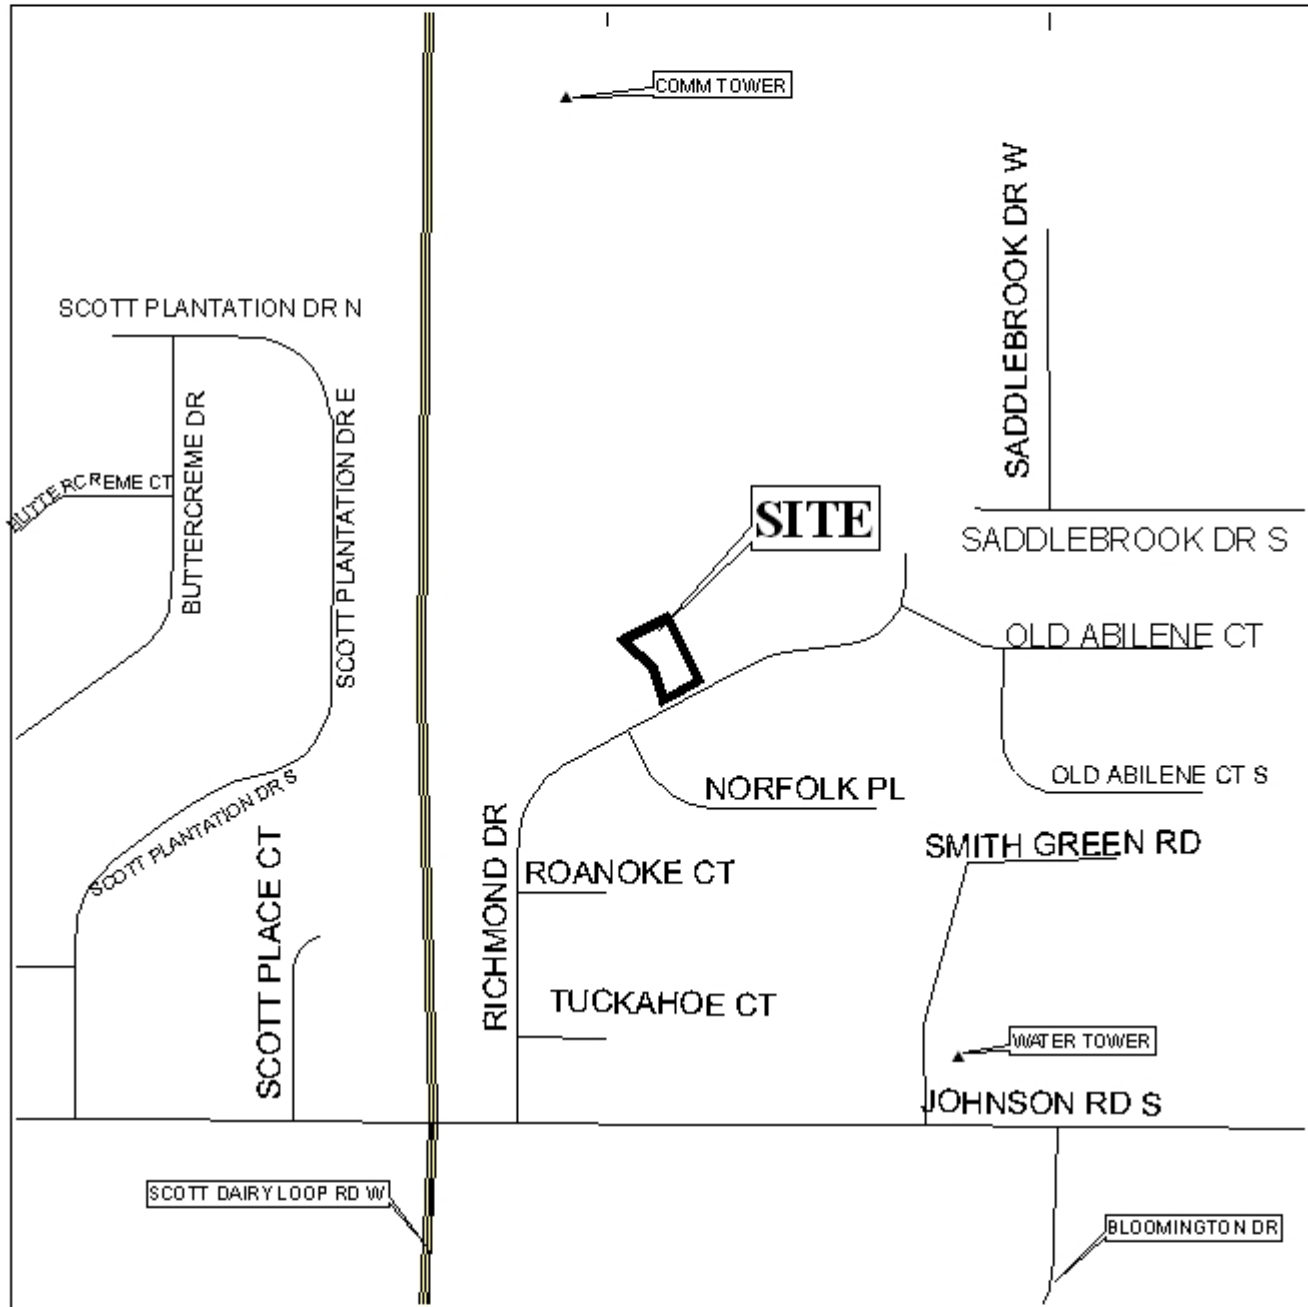 COMM TOWER
SADDLEBROOK DR W
SCOTT PLANTATION DR N
BUTTERCREME DR
SCOTT PLANTATION DR E
BUTTERCREME CT
SITE
SADDLEBROOK DR S
OLD ABILENE CT
OLD ABILENE CT S
NORFOLK PL
SCOTT PLANTATION DR S
SCOTT PLACE CT
RICHMOND DR
SMITH GREEN RD
ROANOKE CT
TUCKAHOE CT
WATER TOWER
JOHNSON RD S
SCOTT DAIRY LOOP RD W
BLOOMINGTON DR